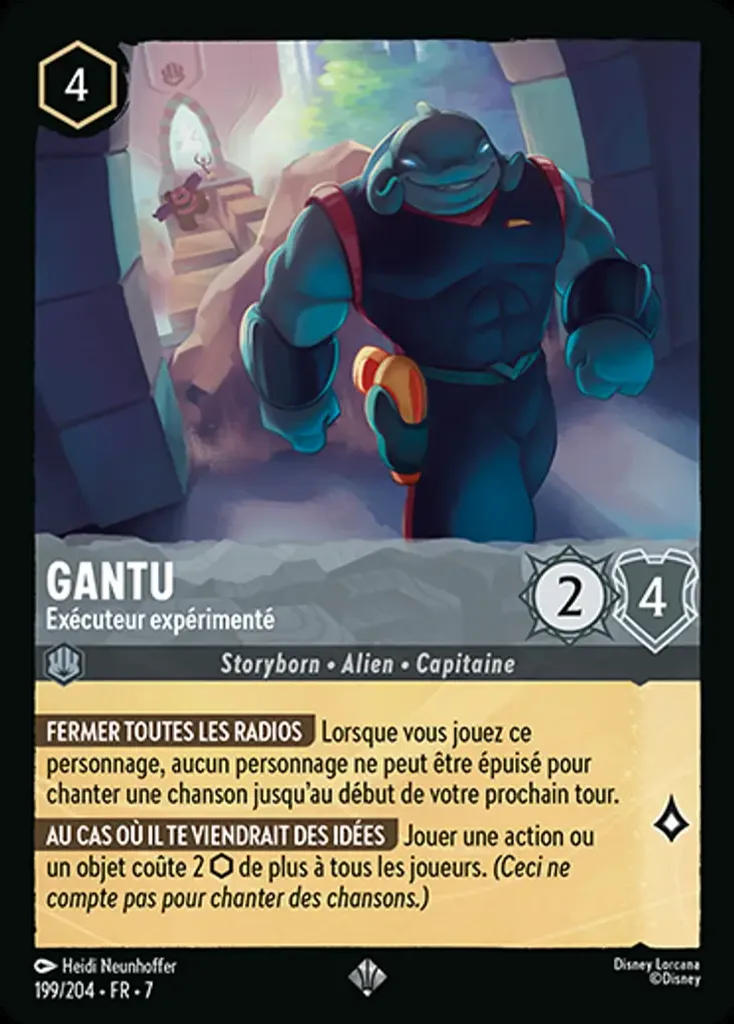 4
GANTU
Exécuteur expérimenté
2
4
Storyborn • Alien • Capitaine
FERMER TOUTES LES RADIOS Lorsque vous jouez ce
personnage, aucun personnage ne peut être épuisé pour
chanter une chanson jusqu'au début de votre prochain tour.
AU CAS OÙ IL TE VIENDRAIT DES IDÉES Jouer une action ou
un objet coûte 2 ⬡ de plus à tous les joueurs. (Ceci ne
compte pas pour chanter des chansons.)
Heidi Neunhoffer
199/204 • FR • 7
Disney Lorcana
©Disney